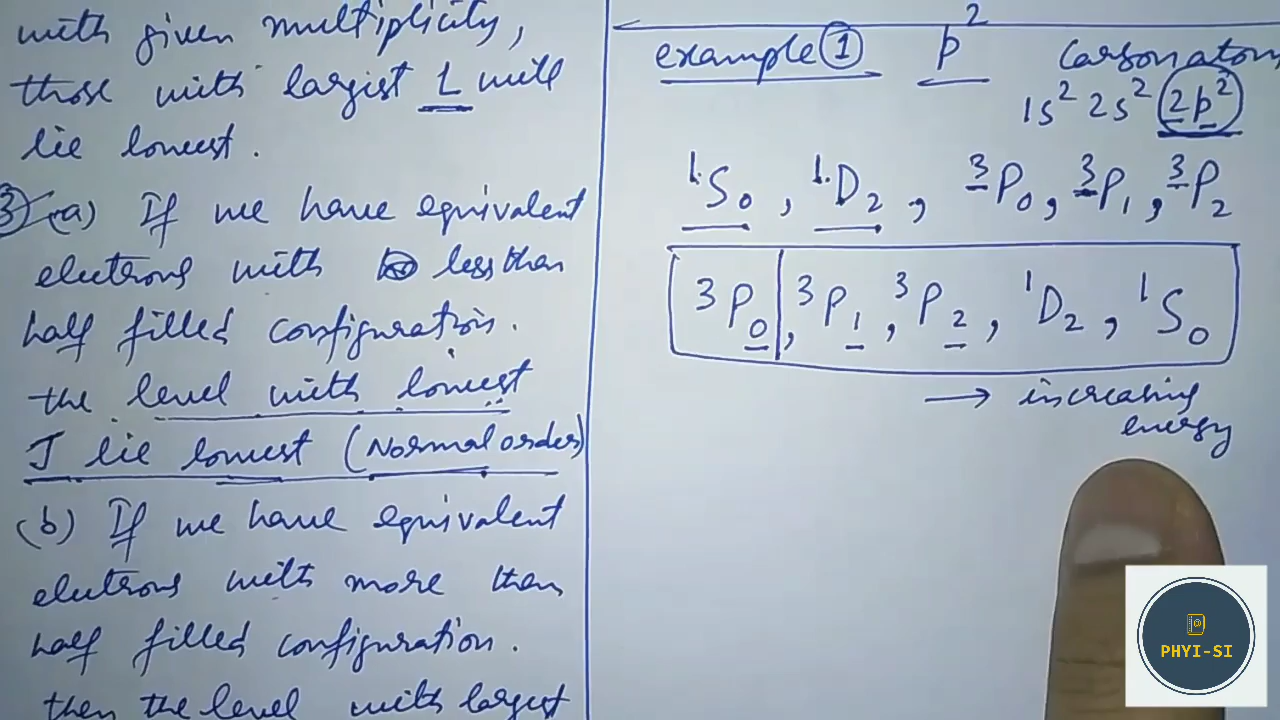 with given multiplicity,
those with largist L will
lie lowest.
3 (a) If we have equivalent
electrons with less than
half filled configuration.
the level with lowest
J lie lowest (Normal order)
(b) If we have equivalent
electrons with more then
half filled configuration.
then the level with largest
example 1 p² Carbon atom
1s² 2s² 2p²
¹S₀, ¹D₂, ³P₀, ³P₁, ³P₂
³P₀, ³P₁, ³P₂, ¹D₂, ¹S₀
→ increasing
energy
PHYI-SI